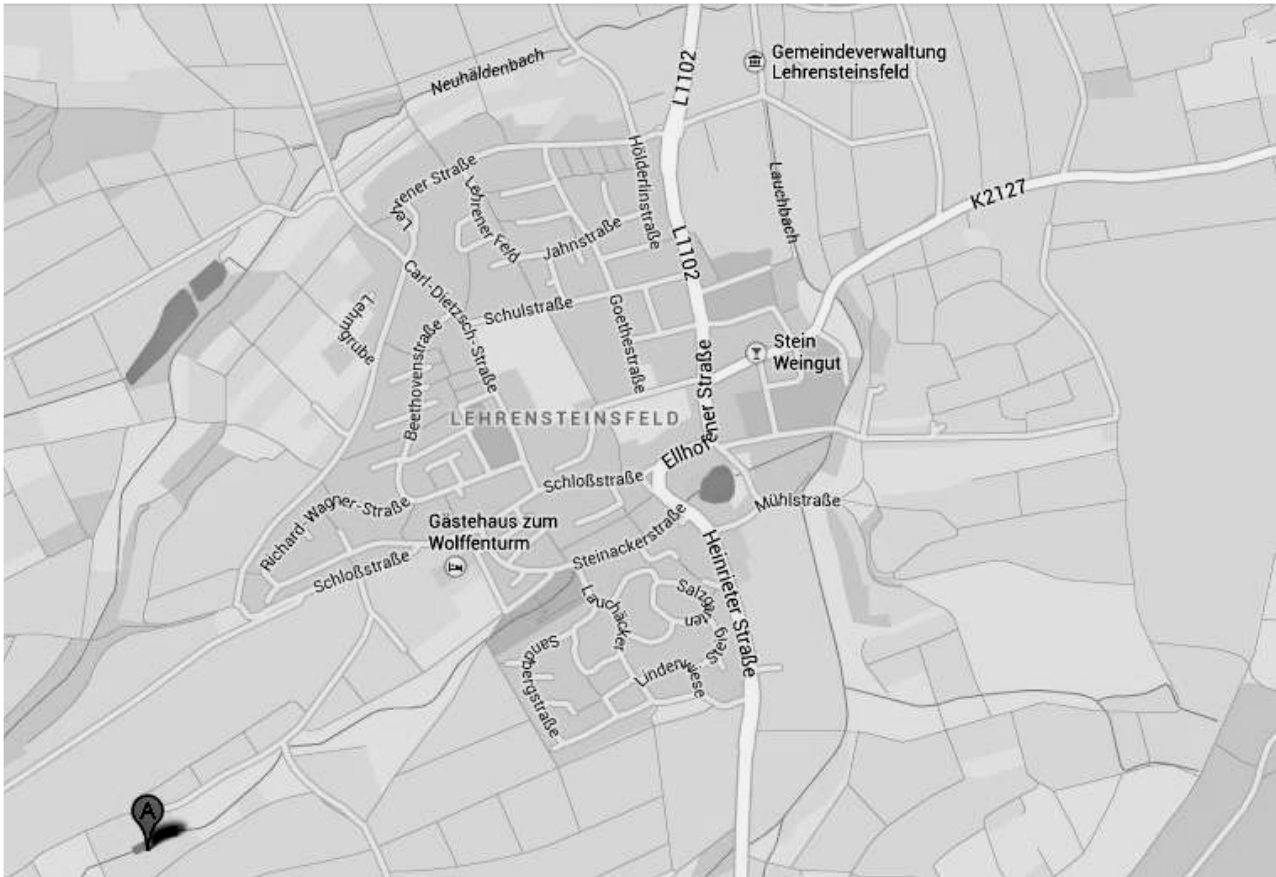 Gemeindeverwaltung
Lehrensteinsfeld
L1102
Neuhäldenbach
Hölderlinstraße
Lauchbach
Lehrener Straße
Lehrener Feld
K2127
Jahnstraße
L1102
Carl-Dietzsch-Straße
Lehmgrube
Schulstraße
Goethestraße
Beethovenstraße
Stein
Weingut
LEHRENSTEINSFELD
Ellhofener Straße
Schloßstraße
Mühlstraße
Richard-Wagner-Straße
Gästehaus zum
Wolffenturm
Schloßstraße
Steinackerstraße
Heinrieter Straße
Lauchäcker
Salzgarten
Steig
Sandbergstraße
Lindenwiese
A